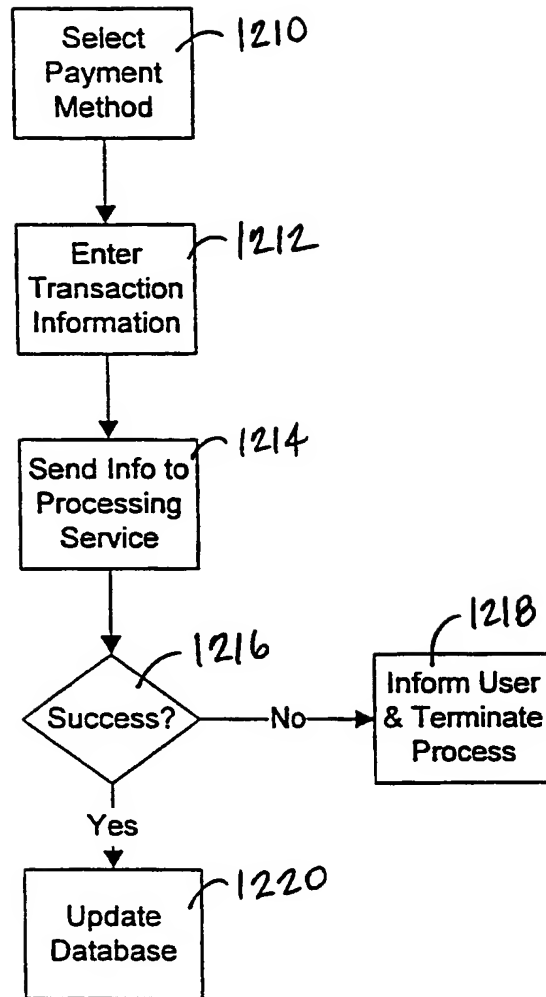 Select
Payment
Method
1210
Enter
Transaction
Information
1212
Send Info to
Processing
Service
1214
Success?
1216
No
Inform User
& Terminate
Process
1218
Yes
Update
Database
1220